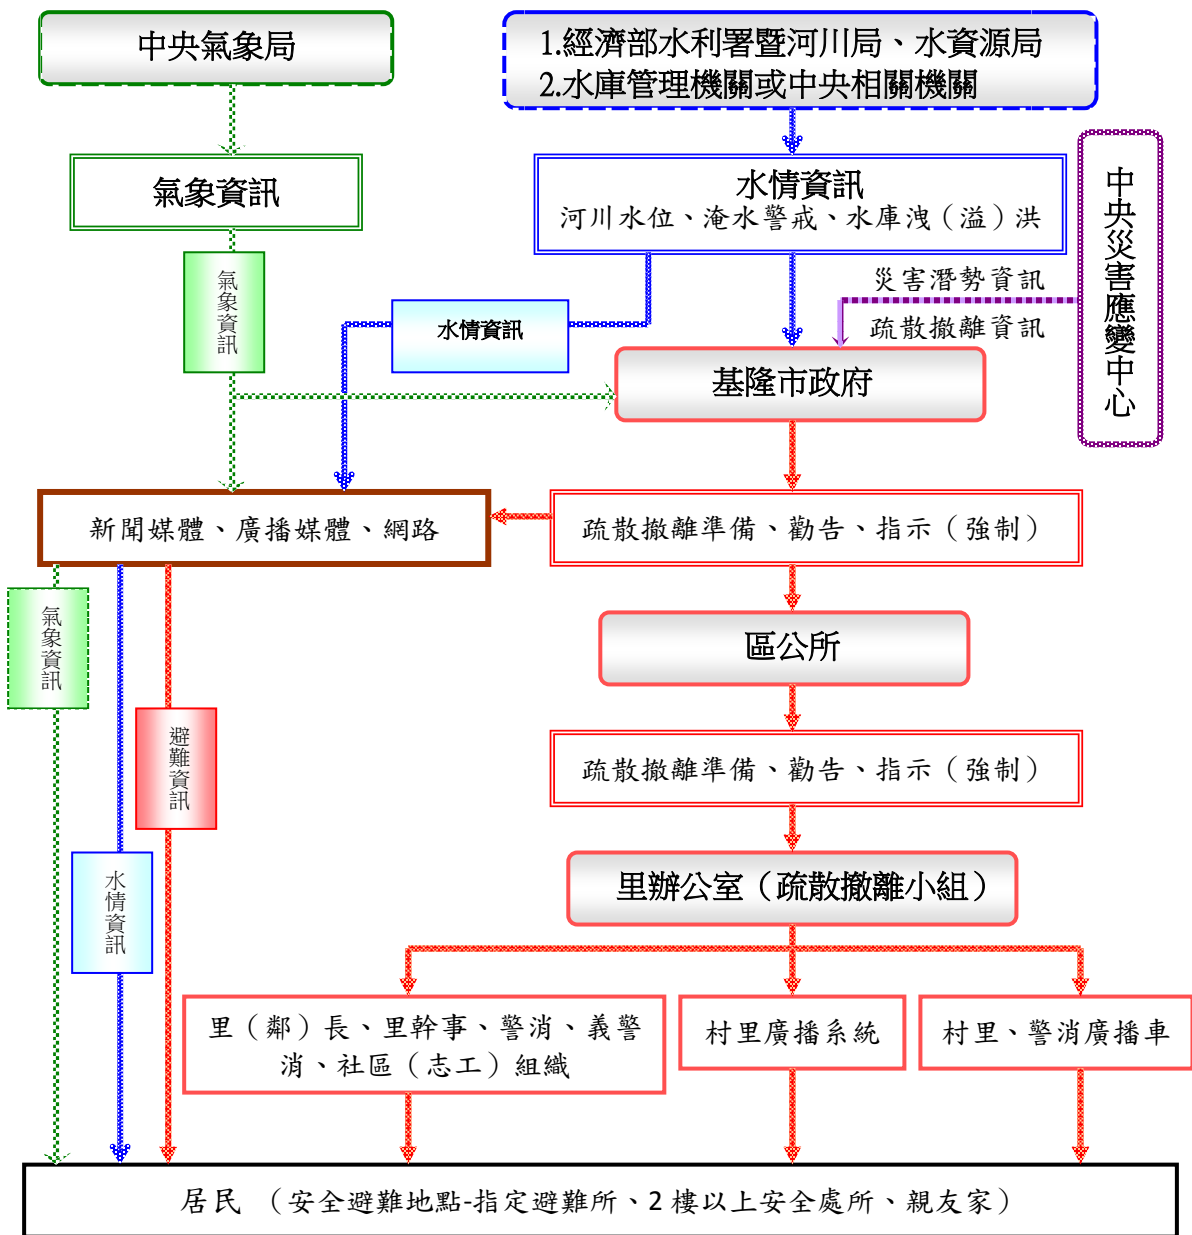 中央氣象局
1.經濟部水利署暨河川局、水資源局
2.水庫管理機關或中央相關機關
氣象資訊
水情資訊
河川水位、淹水警戒、水庫洩（溢）洪
中央災害應變中心
氣象資訊
水情資訊
災害潛勢資訊
疏散撤離資訊
基隆市政府
新聞媒體、廣播媒體、網路
疏散撤離準備、勸告、指示（強制）
氣象資訊
區公所
避難資訊
疏散撤離準備、勸告、指示（強制）
水情資訊
里辦公室（疏散撤離小組）
里（鄰）長、里幹事、警消、義警
消、社區（志工）組織
村里廣播系統
村里、警消廣播車
居民 （安全避難地點-指定避難所、2 樓以上安全處所、親友家）